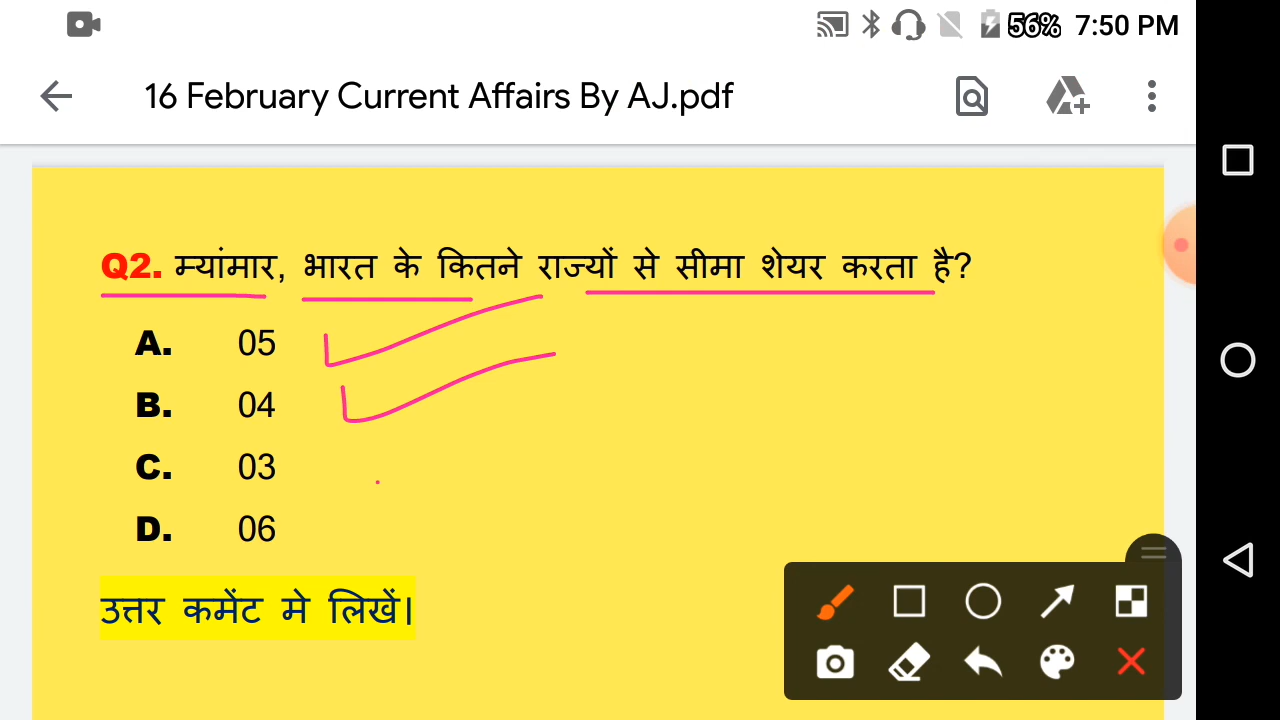 56% 7:50 PM
16 February Current Affairs By AJ.pdf
Q2. म्यांमार, भारत के कितने राज्यों से सीमा शेयर करता है?
A. 05
B. 04
C. 03
D. 06
उत्तर कमेंट मे लिखें।